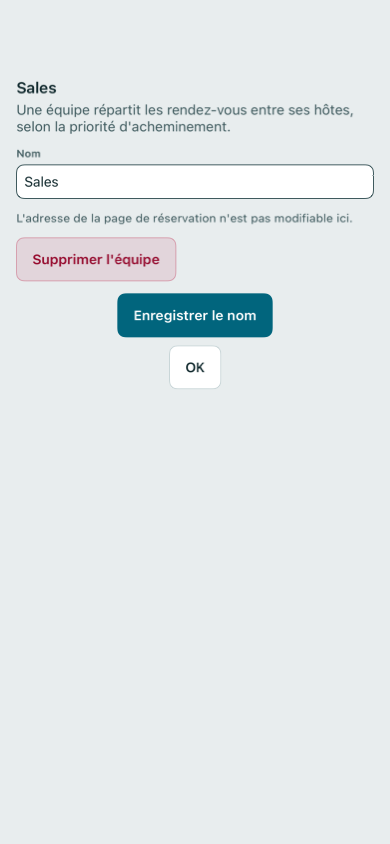 Sales
Une équipe répartit les rendez-vous entre ses hôtes,
selon la priorité d'acheminement.
Nom
Sales
L'adresse de la page de réservation n'est pas modifiable ici.
Supprimer l'équipe
Enregistrer le nom
OK